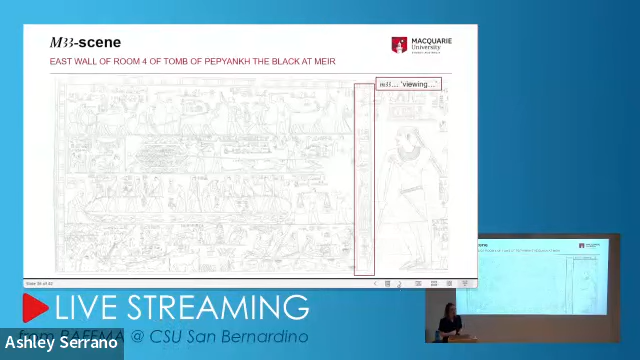 M33-scene
MACQUARIE
University
EAST WALL OF ROOM 4 OF TOMB OF PEPYANKH THE BLACK AT MEIR
m33... 'viewing...'
LIVE STREAMING
from RAFFMA @ CSU San Bernardino
Ashley Serrano